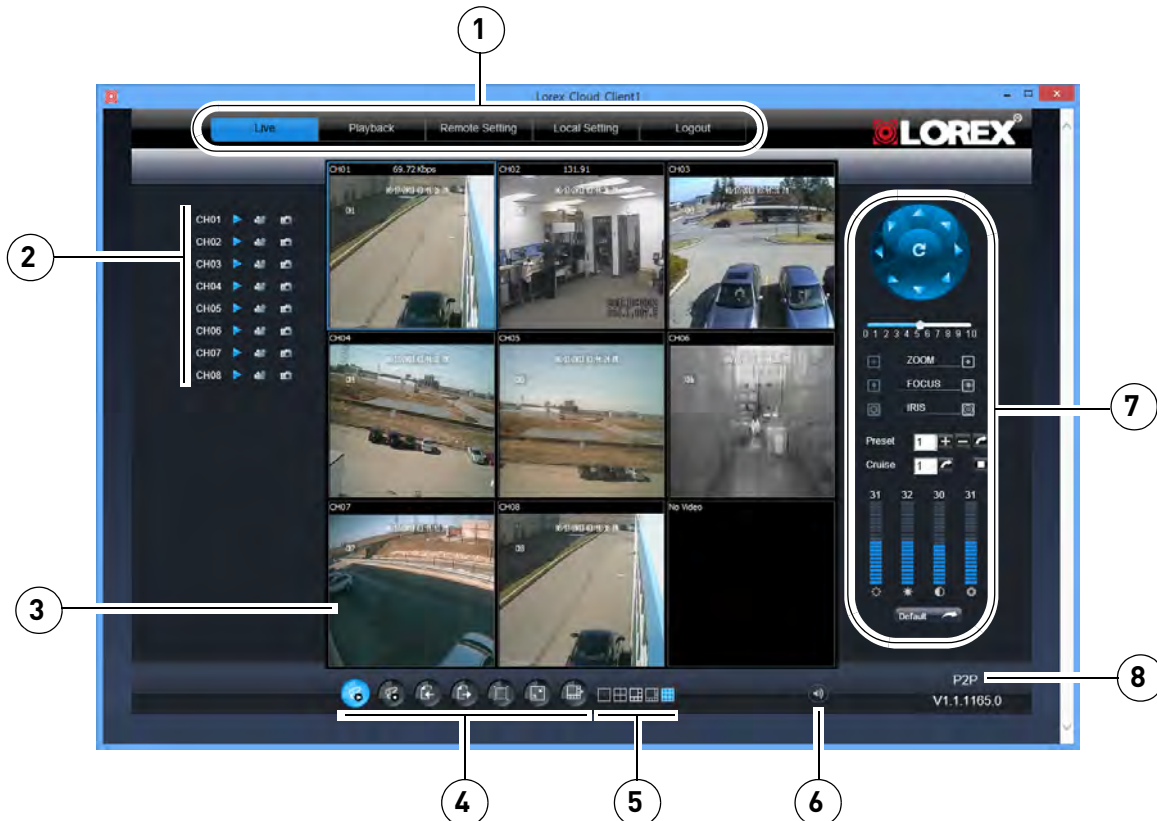 1
Lorex Cloud Client1
Live Playback Remote Setting Local Setting Logout
LOREX®
CH01 69.72 Kbps
CH02 131.91
CH03
01
CH01
CH02
CH03
CH04
CH05
CH06
CH07
CH08
2
CH04
CH05
CH06
0 1 2 3 4 5 6 7 8 9 10
ZOOM
FOCUS
IRIS
Preset 1
Cruise 1
7
31 32 30 31
CH07
CH08
No Video
3
Default
P2P
8
V1.1.1165.0
4
5
6